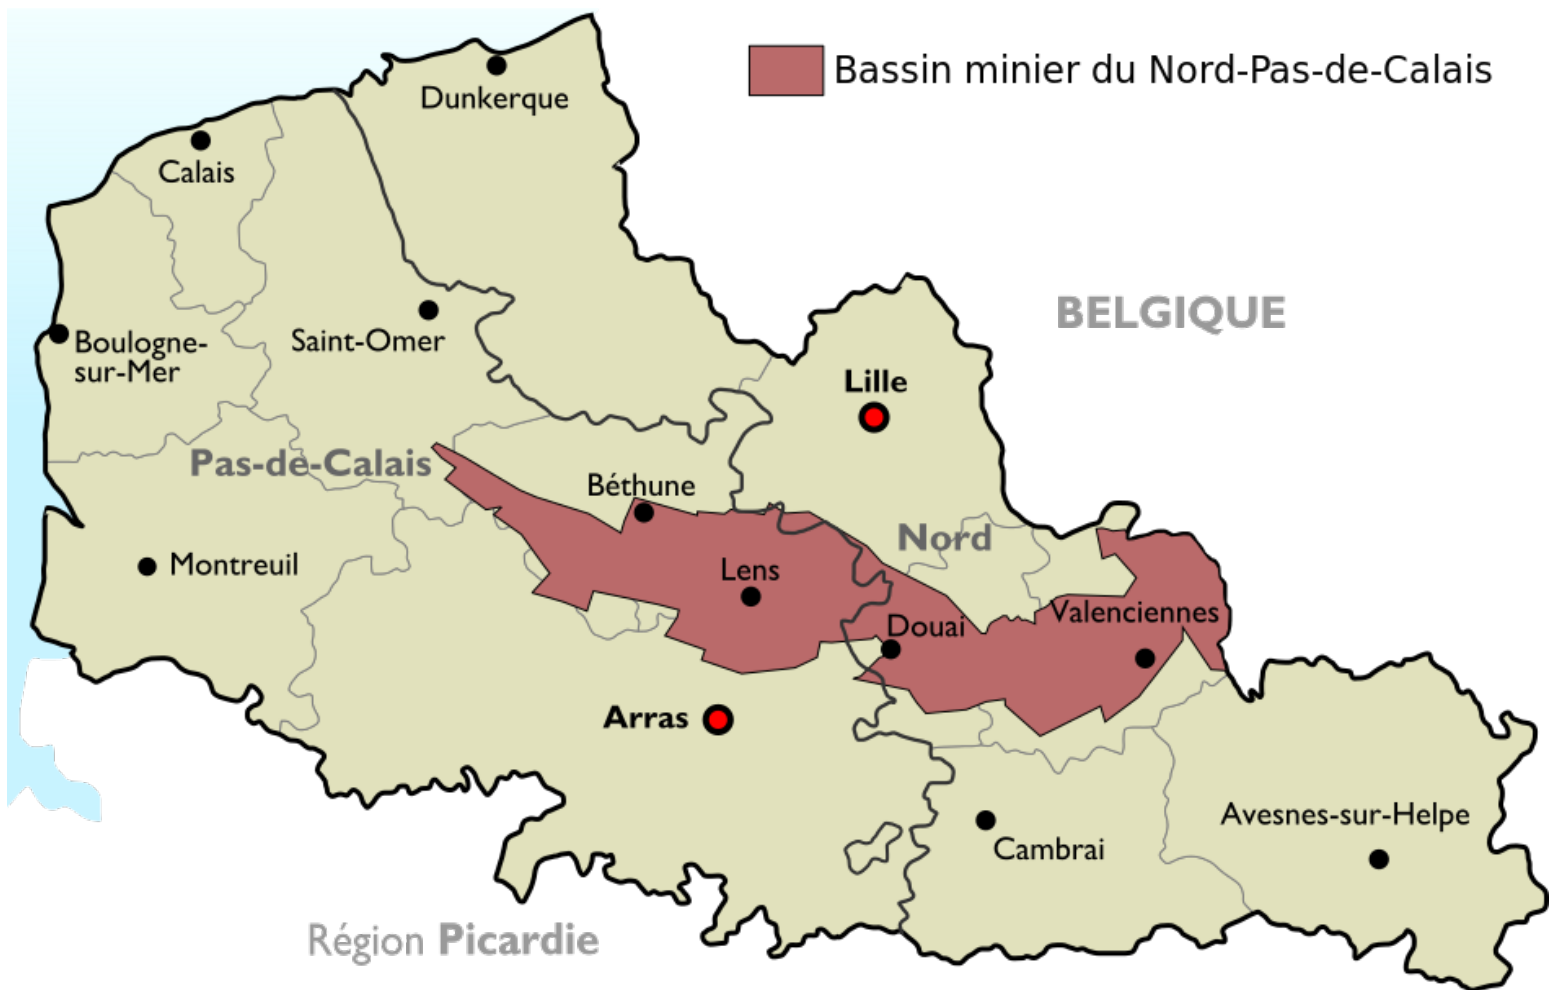 Bassin minier du Nord-Pas-de-Calais
Dunkerque
Calais
BELGIQUE
Boulogne-
sur-Mer
Saint-Omer
Lille
Pas-de-Calais
Béthune
Nord
Montreuil
Lens
Valenciennes
Douai
Arras
Avesnes-sur-Helpe
Cambrai
Région Picardie